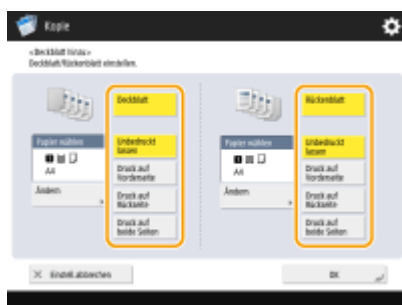 Kopie
<Deckblatt hinzu>
Deckblatt/Rückenblatt einstellen.
Deckblatt
Rückenblatt
Papier wählen
Unbedruckt
lassen
Papier wählen
Unbedruckt
lassen
1
A4
Druck auf
Vorderseite
1
A4
Druck auf
Vorderseite
Ändern
Druck auf
Rückseite
Ändern
Druck auf
Rückseite
Druck auf
beide Seiten
Druck auf
beide Seiten
Einstell. abbrechen
OK